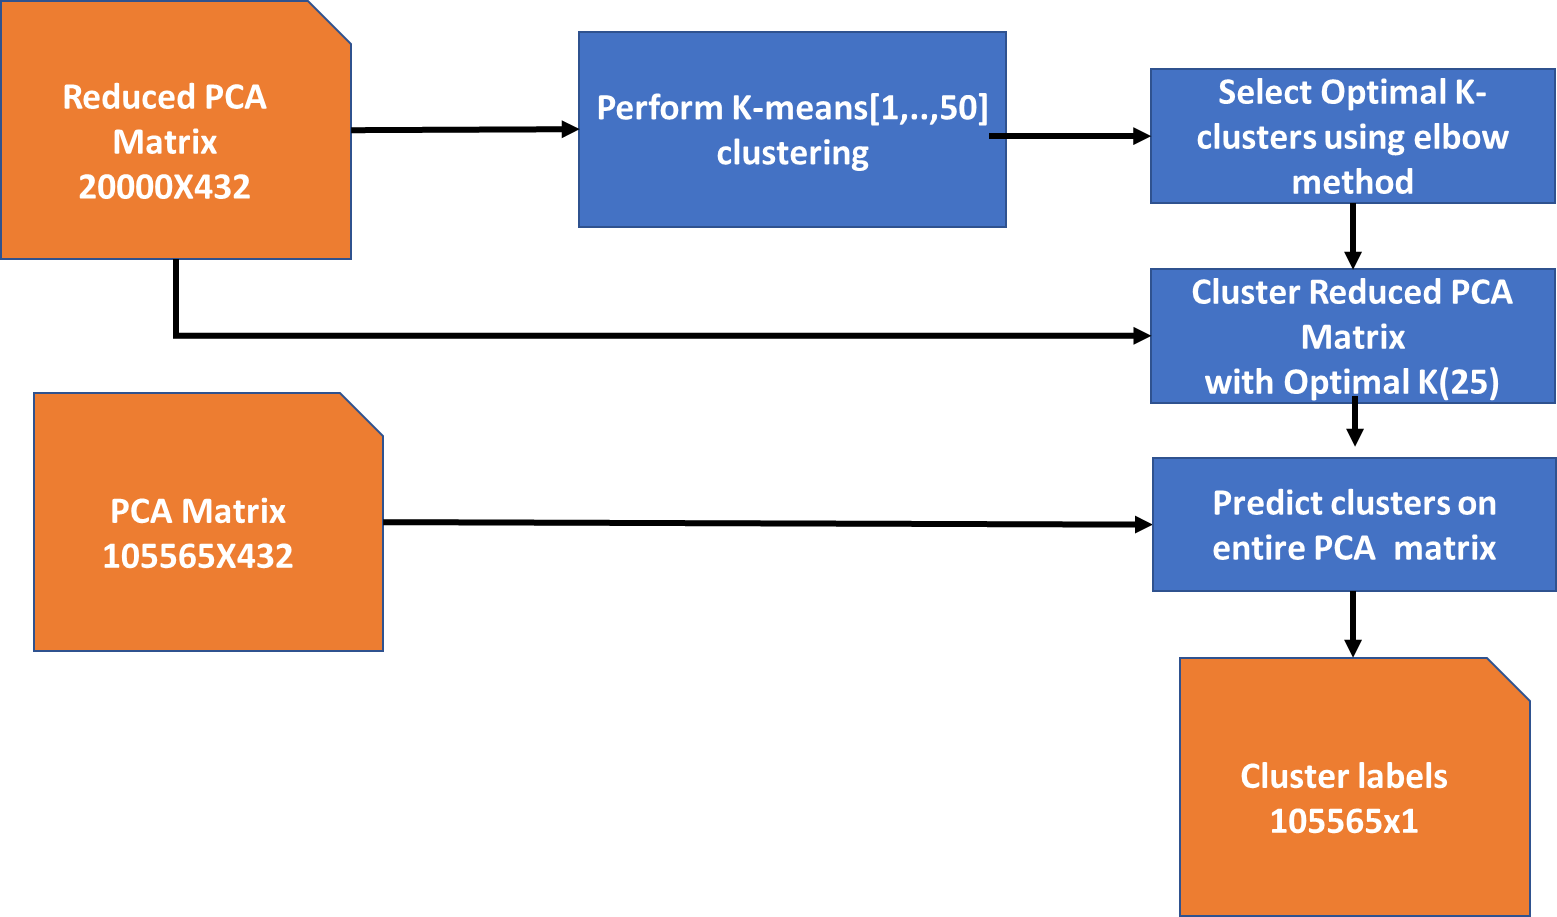 Reduced PCA
Matrix
20000X432
Perform K-means[1,..,50]
clustering
Select Optimal K-
clusters using elbow
method
Cluster Reduced PCA
Matrix
with Optimal K(25)
PCA Matrix
105565X432
Predict clusters on
entire PCA  matrix
Cluster labels
105565x1